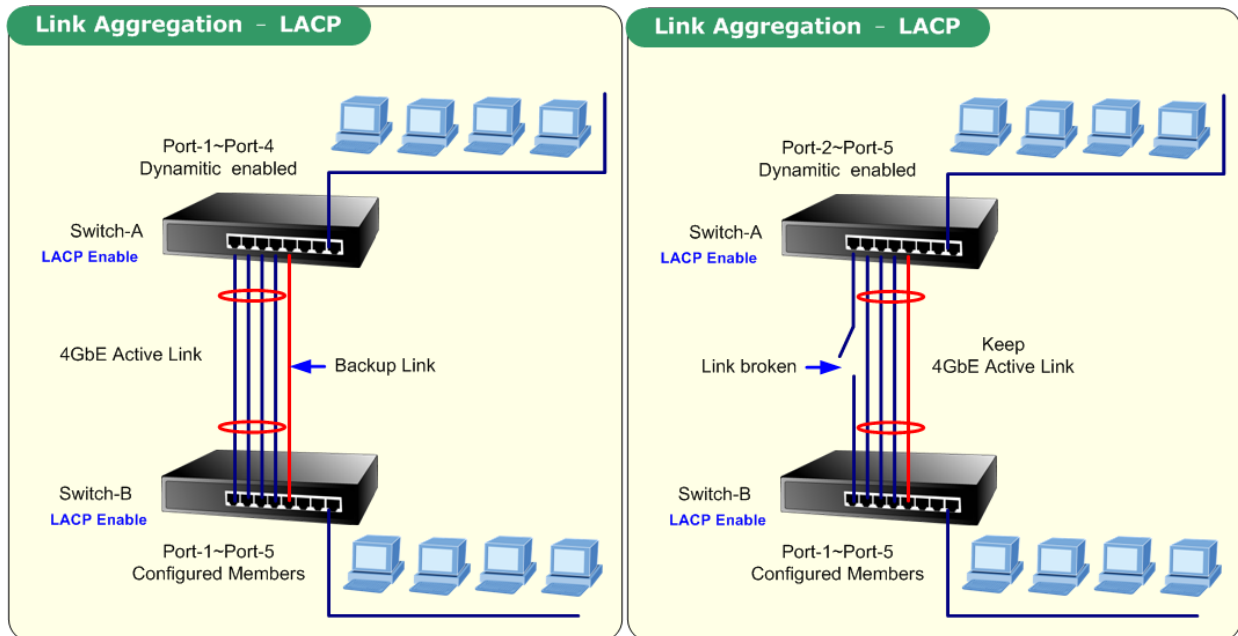 Link Aggregation - LACP
Port-1~Port-4
Dynamitic enabled
Switch-A
LACP Enable
4GbE Active Link
Backup Link
Switch-B
LACP Enable
Port-1~Port-5
Configured Members
Link Aggregation - LACP
Port-2~Port-5
Dynamitic enabled
Switch-A
LACP Enable
Link broken
Keep
4GbE Active Link
Switch-B
LACP Enable
Port-1~Port-5
Configured Members